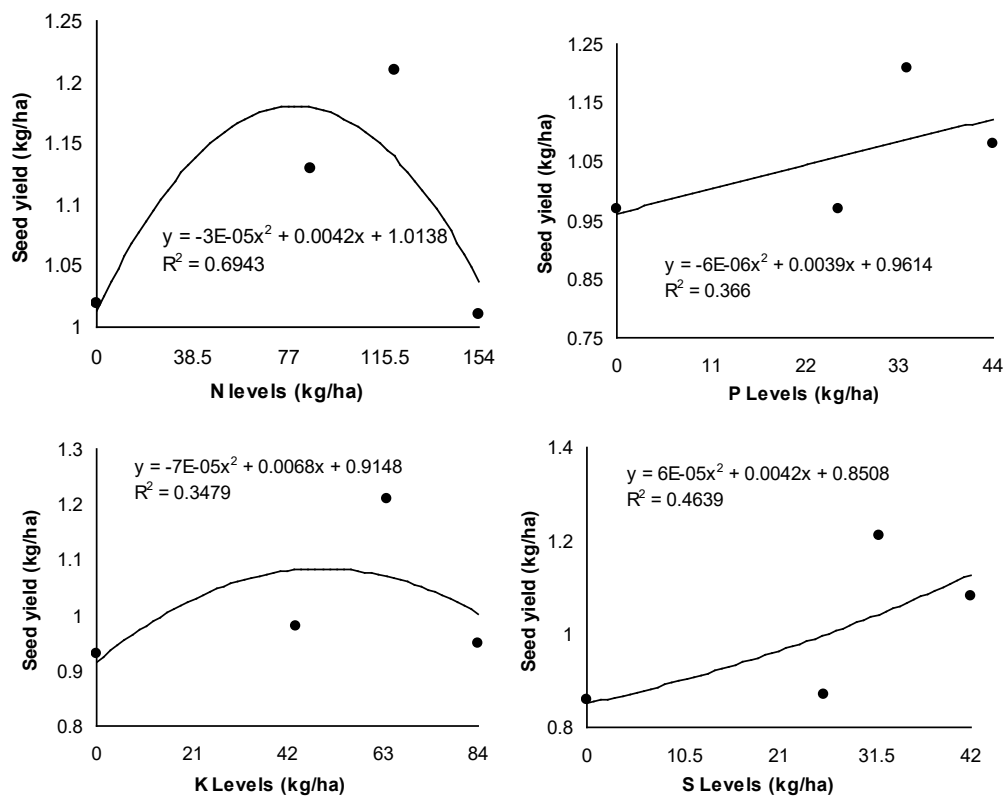 1.25
1.2
1.15
1.1
1.05
1
Seed yield (kg/ha)
y = -3E-05x² + 0.0042x + 1.0138
R² = 0.6943
0 38.5 77 115.5 154
N levels (kg/ha)
1.25
1.15
1.05
0.95
0.85
0.75
Seed yield (kg/ha)
y = -6E-06x² + 0.0039x + 0.9614
R² = 0.366
0 11 22 33 44
P Levels (kg/ha)
1.3
1.2
1.1
1
0.9
0.8
Seed yield (kg/ha)
y = -7E-05x² + 0.0068x + 0.9148
R² = 0.3479
0 21 42 63 84
K Levels (kg/ha)
1.4
1.2
1
0.8
Seed yield (kg/ha)
y = 6E-05x² + 0.0042x + 0.8508
R² = 0.4639
0 10.5 21 31.5 42
S Levels (kg/ha)